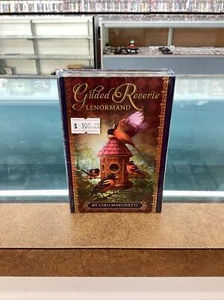 Gilded Reverie
LENORMAND
BY CIRO MARCHETTI